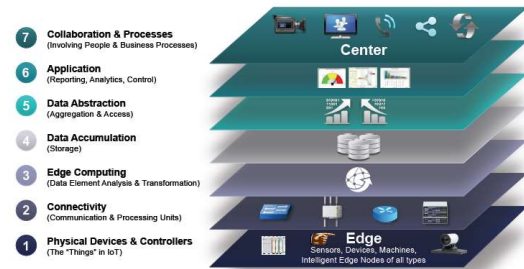 7 Collaboration & Processes
(Involving People & Business Processes)
6 Application
(Reporting, Analytics, Control)
5 Data Abstraction
(Aggregation & Access)
4 Data Accumulation
(Storage)
3 Edge Computing
(Data Element Analysis & Transformation)
2 Connectivity
(Communication & Processing Units)
1 Physical Devices & Controllers
(The "Things" in IoT)
Center
Edge
Sensors, Devices, Machines,
Intelligent Edge Nodes of all types